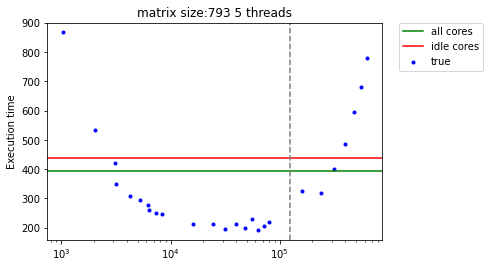 matrix size:793 5 threads
Execution time
900
800
700
600
500
400
300
200
10³
10⁴
10⁵
all cores
idle cores
true